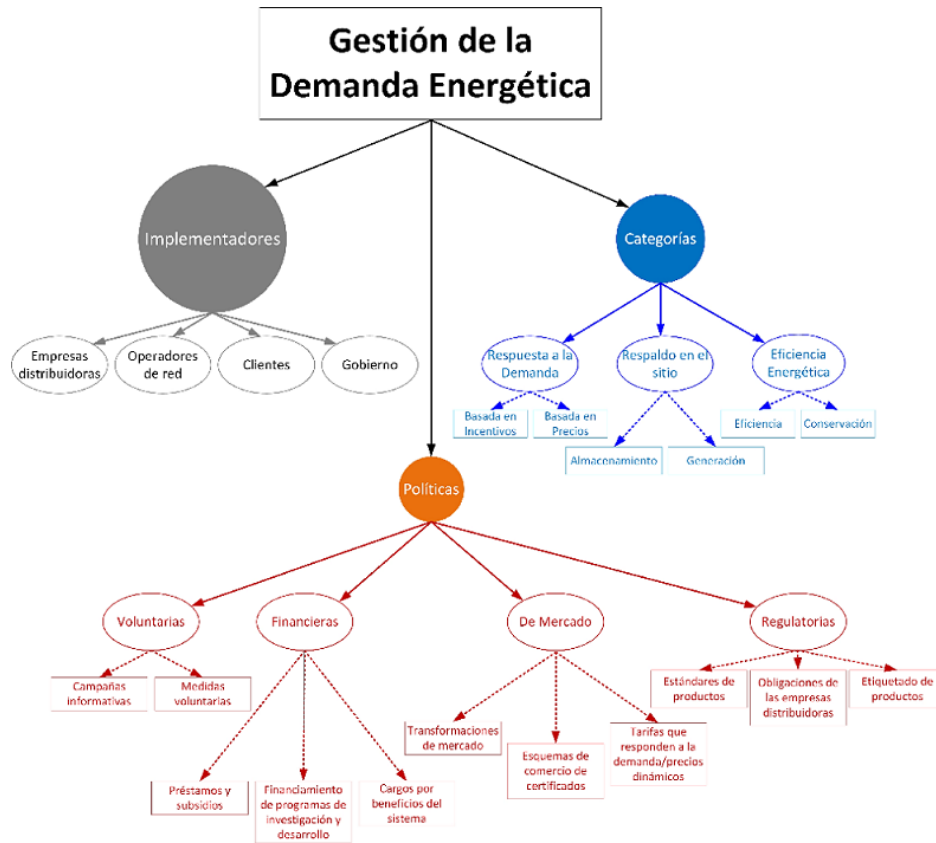 Gestión de la
Demanda Energética
Implementadores
Categorías
Empresas
distribuidoras
Operadores
de red
Clientes
Gobierno
Respuesta a la
Demanda
Respaldo en el
sitio
Eficiencia
Energética
Basada en
Incentivos
Basada en
Precios
Eficiencia
Conservación
Almacenamiento
Generación
Políticas
Voluntarias
Financieras
De Mercado
Regulatorias
Campañas
informativas
Medidas
voluntarias
Estándares de
productos
Obligaciones de
las empresas
distribuidoras
Etiquetado de
productos
Transformaciones
de mercado
Esquemas de
comercio de
certificados
Tarifas que
responden a la
demanda/precios
dinámicos
Préstamos y
subsidios
Financiamiento
de programas de
investigación y
desarrollo
Cargos por
beneficios del
sistema